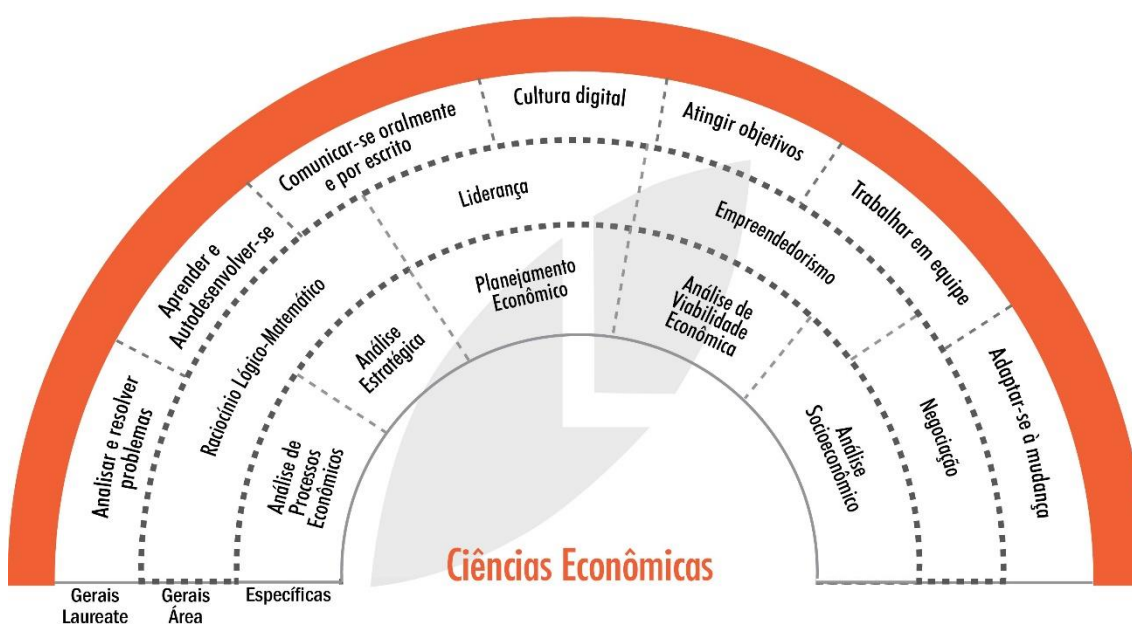 Analisar e resolver
problemas
Aprender e
Autodesenvolver-se
Comunicar-se oralmente
e por escrito
Cultura digital
Atingir objetivos
Trabalhar em equipe
Adaptar-se à mudança
Raciocínio Lógico-Matemático
Liderança
Empreendedorismo
Negociação
Análise de
Processos
Econômicos
Análise
Estratégica
Planejamento
Econômico
Análise de
Viabilidade
Econômica
Análise
Socioeconômico
Ciências Econômicas
Gerais
Laureate
Gerais
Área
Específicas